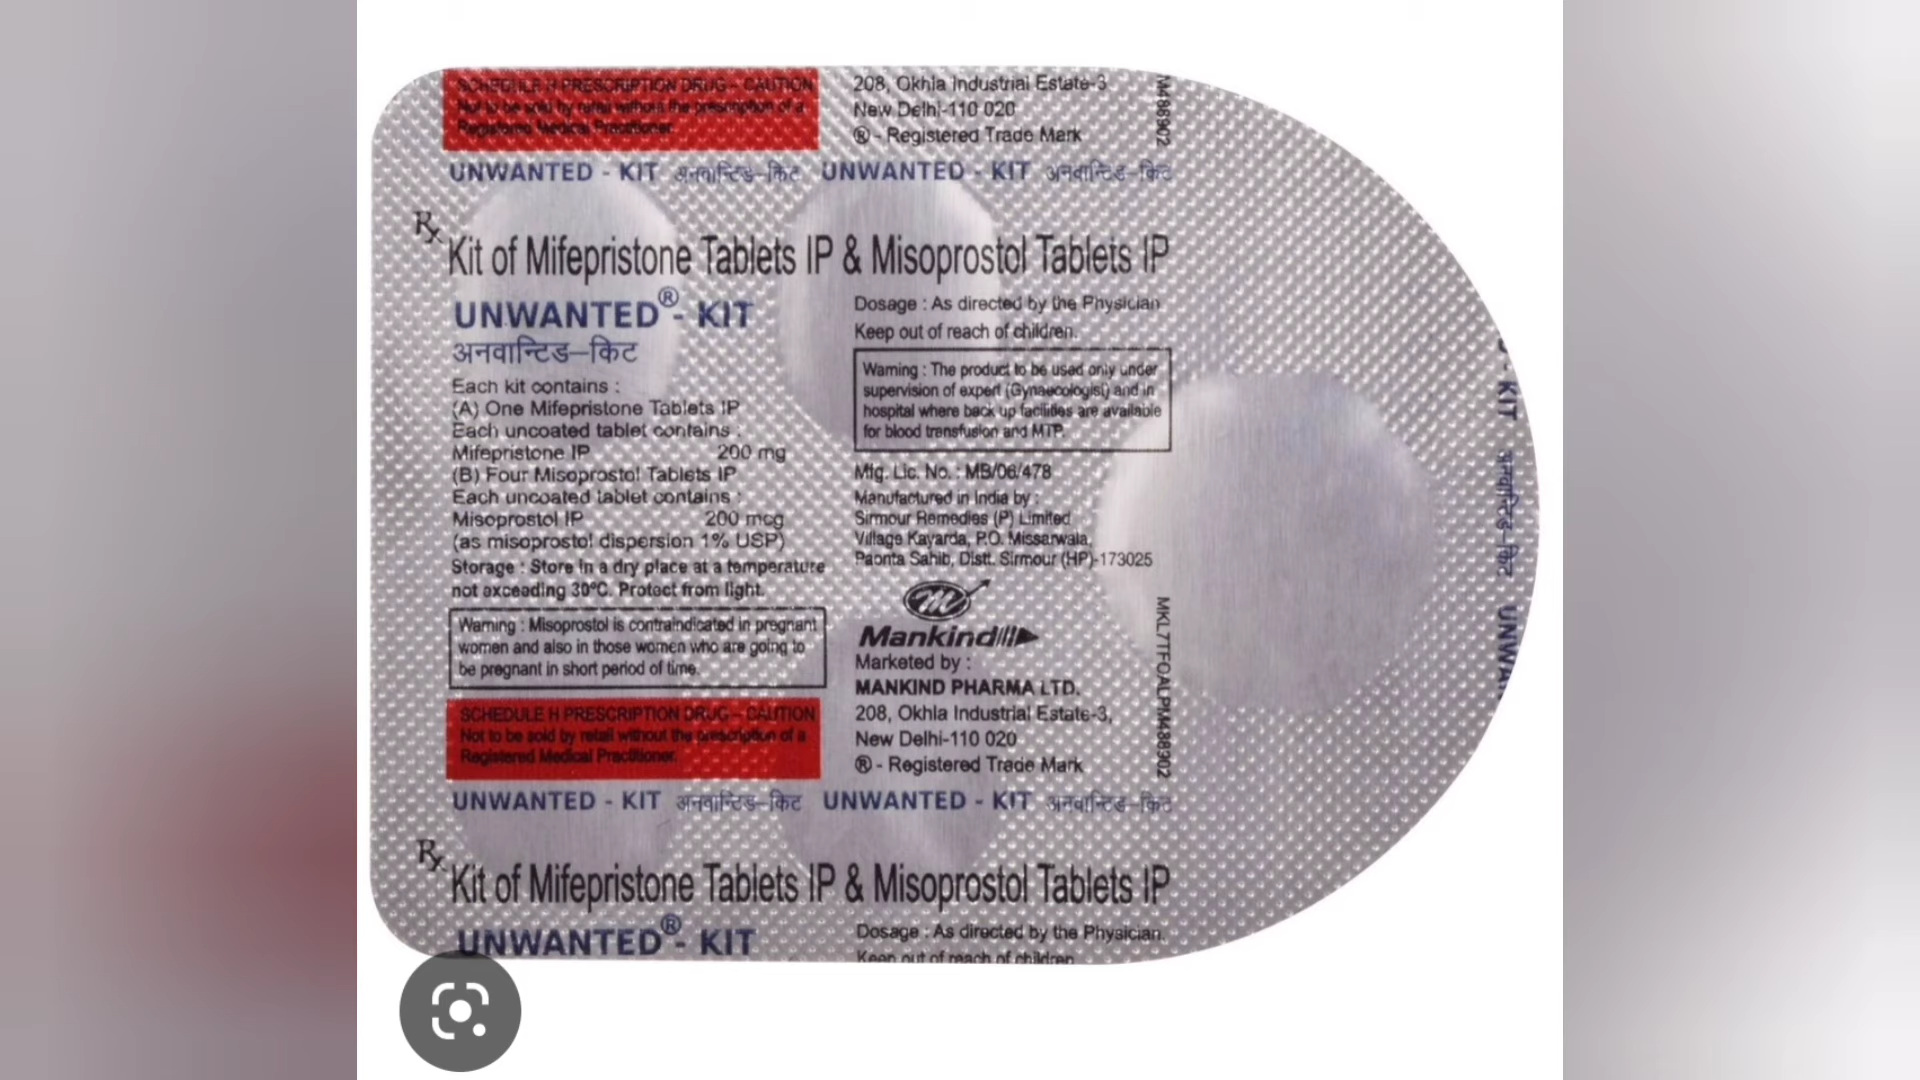 SCHEDULE H PRESCRIPTION DRUG – CAUTION
Not to be sold by retail without the prescription of a
Registered Medical Practitioner.
208, Okhla Industrial Estate-3
New Delhi-110 020
® - Registered Trade Mark
M488902
UNWANTED - KIT अनवान्टिड–किट UNWANTED - KIT अनवान्टिड–किट
Rx
Kit of Mifepristone Tablets IP & Misoprostol Tablets IP
UNWANTED® - KIT
अनवान्टिड–किट
Each kit contains :
(A) One Mifepristone Tablets IP
Each uncoated tablet contains :
Mifepristone IP 200 mg
(B) Four Misoprostol Tablets IP
Each uncoated tablet contains :
Misoprostol IP 200 mcg
(as misoprostol dispersion 1% USP)
Storage : Store in a dry place at a temperature
not exceeding 30°C. Protect from light.
Warning : Misoprostol is contraindicated in pregnant
women and also in those women who are going to
be pregnant in short period of time.
SCHEDULE H PRESCRIPTION DRUG – CAUTION
Not to be sold by retail without the prescription of a
Registered Medical Practitioner.
Dosage : As directed by the Physician
Keep out of reach of children.
Warning : The product to be used only under
supervision of expert (Gynaecologist) and in
hospital where back up facilities are available
for blood transfusion and MTP.
Mfg. Lic. No. : MB/06/478
Manufactured in India by :
Sirmour Remedies (P) Limited
Village Kayarda, P.O. Missarwala,
Paonta Sahib, Distt. Sirmour (HP)-173025
Mankind
Marketed by :
MANKIND PHARMA LTD.
208, Okhla Industrial Estate-3,
New Delhi-110 020
® - Registered Trade Mark
- KIT अनवान्टिड–किट UNWA
UNWANTED - KIT अनवान्टिड–किट UNWANTED - KIT अनवान्टिड–किट
Rx
Kit of Mifepristone Tablets IP & Misoprostol Tablets IP
UNWANTED® - KIT
Dosage : As directed by the Physician.
Keep out of reach of children